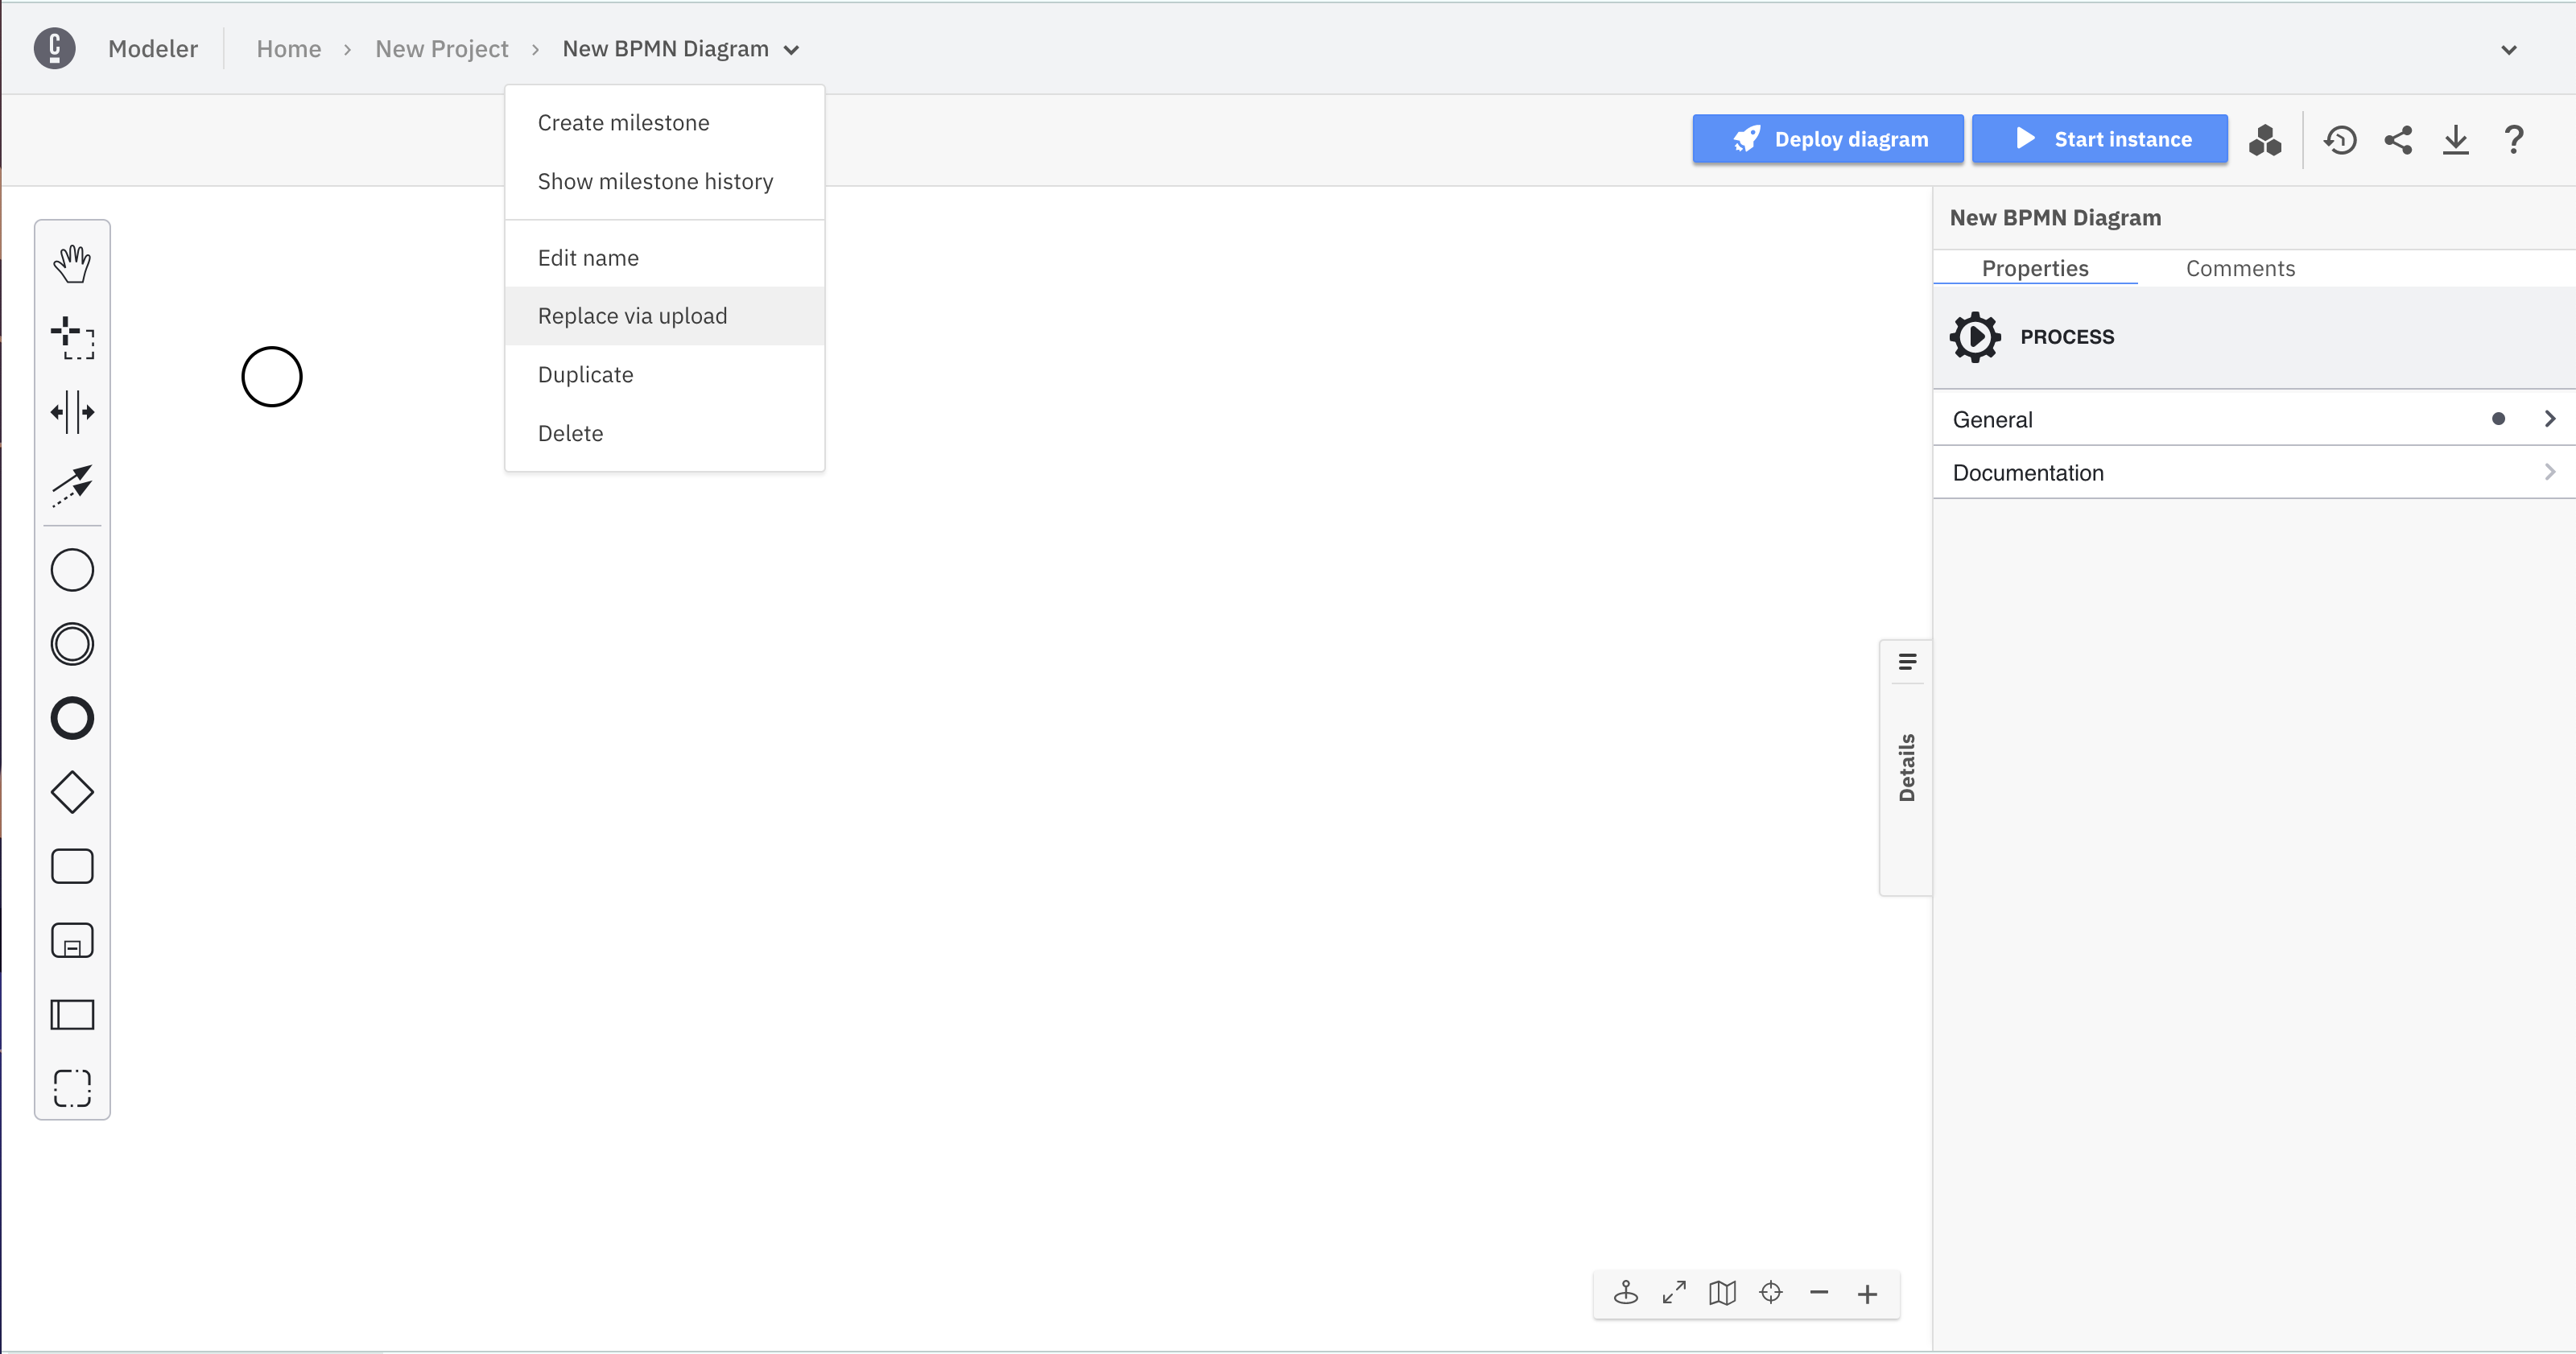 Modeler
Home › New Project › New BPMN Diagram
Create milestone
Show milestone history
Edit name
Replace via upload
Duplicate
Delete
Deploy diagram
Start instance
?
New BPMN Diagram
Properties
Comments
PROCESS
General
Documentation
Details